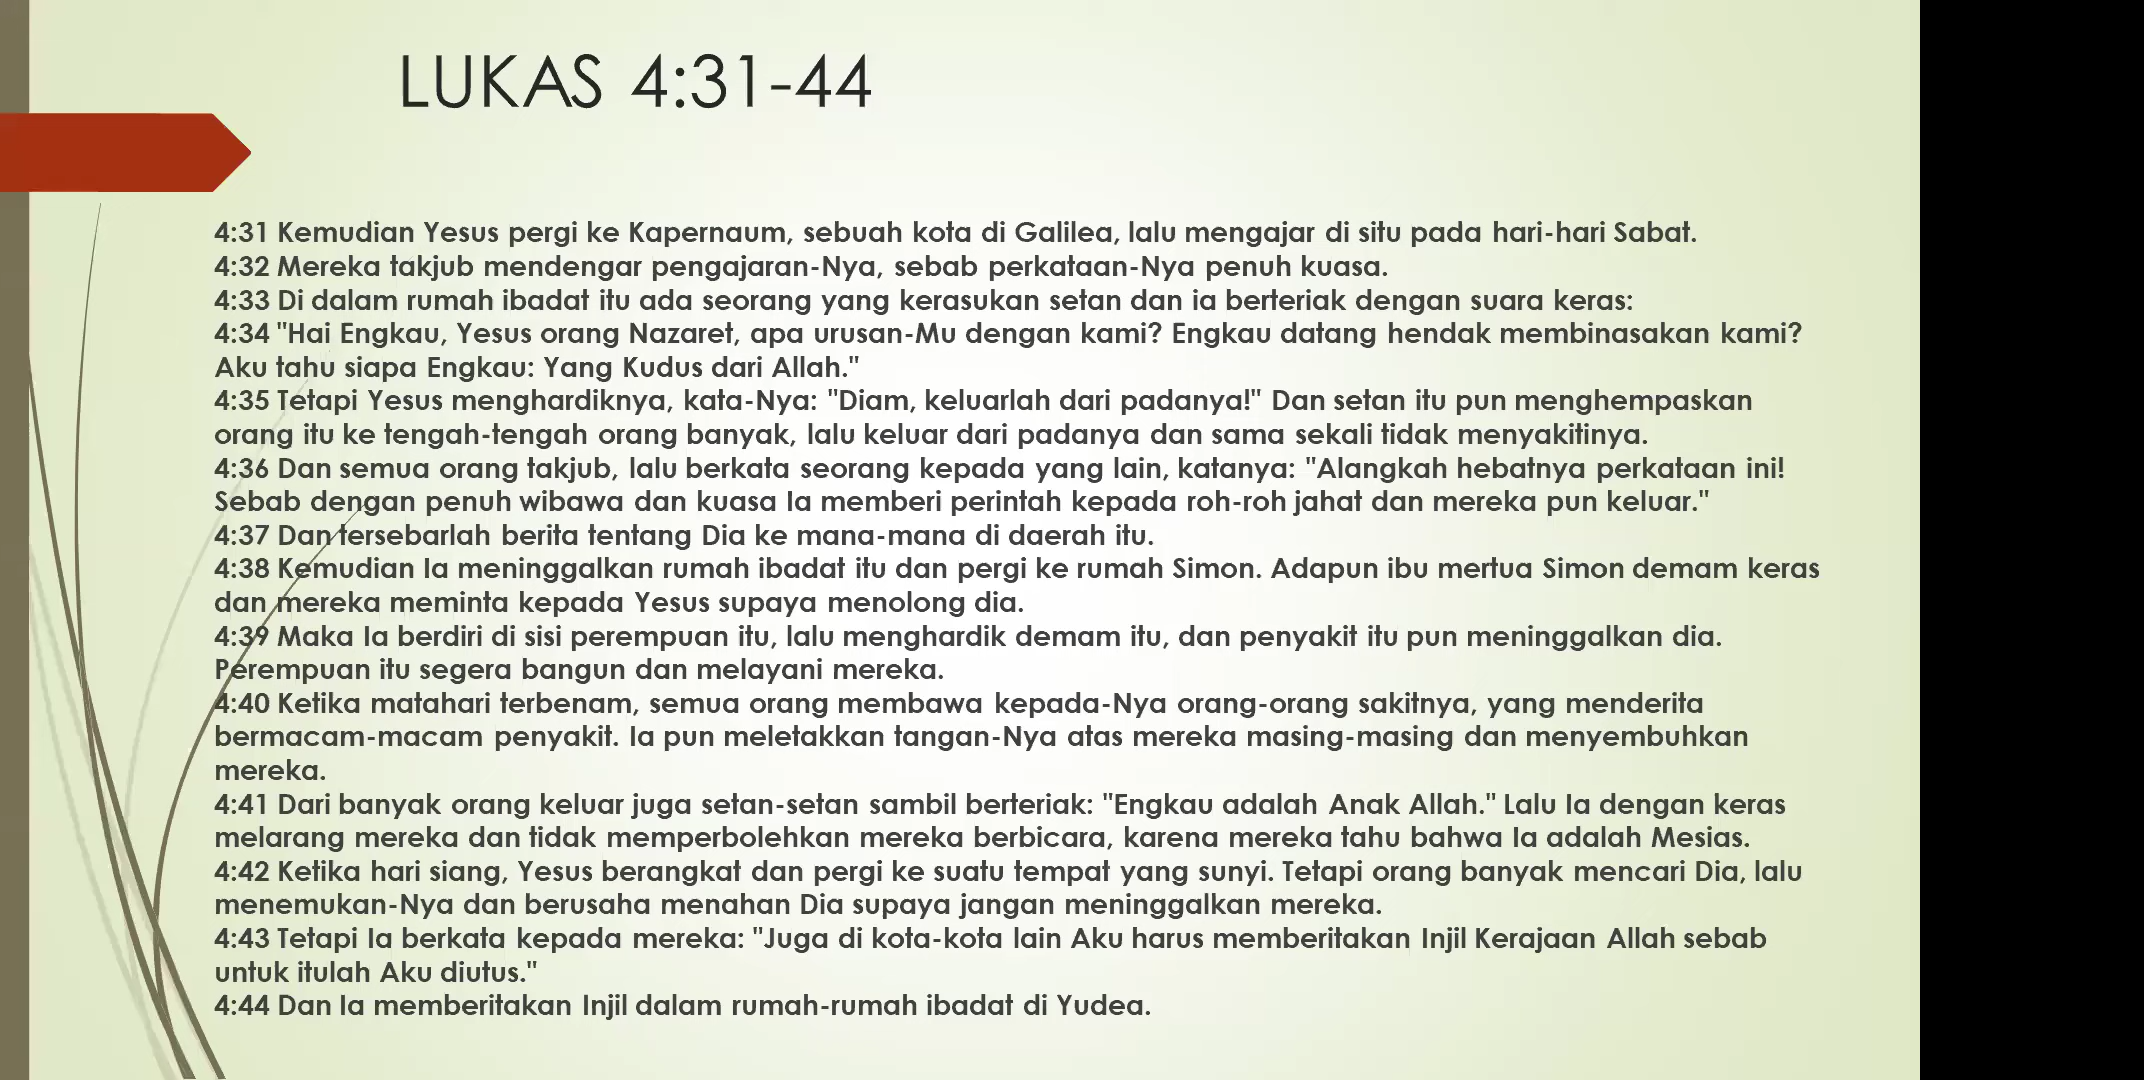 LUKAS 4:31-44
4:31 Kemudian Yesus pergi ke Kapernaum, sebuah kota di Galilea, lalu mengajar di situ pada hari-hari Sabat.
4:32 Mereka takjub mendengar pengajaran-Nya, sebab perkataan-Nya penuh kuasa.
4:33 Di dalam rumah ibadat itu ada seorang yang kerasukan setan dan ia berteriak dengan suara keras:
4:34 "Hai Engkau, Yesus orang Nazaret, apa urusan-Mu dengan kami? Engkau datang hendak membinasakan kami?
Aku tahu siapa Engkau: Yang Kudus dari Allah."
4:35 Tetapi Yesus menghardiknya, kata-Nya: "Diam, keluarlah dari padanya!" Dan setan itu pun menghempaskan
orang itu ke tengah-tengah orang banyak, lalu keluar dari padanya dan sama sekali tidak menyakitinya.
4:36 Dan semua orang takjub, lalu berkata seorang kepada yang lain, katanya: "Alangkah hebatnya perkataan ini!
Sebab dengan penuh wibawa dan kuasa Ia memberi perintah kepada roh-roh jahat dan mereka pun keluar."
4:37 Dan tersebarlah berita tentang Dia ke mana-mana di daerah itu.
4:38 Kemudian Ia meninggalkan rumah ibadat itu dan pergi ke rumah Simon. Adapun ibu mertua Simon demam keras
dan mereka meminta kepada Yesus supaya menolong dia.
4:39 Maka Ia berdiri di sisi perempuan itu, lalu menghardik demam itu, dan penyakit itu pun meninggalkan dia.
Perempuan itu segera bangun dan melayani mereka.
4:40 Ketika matahari terbenam, semua orang membawa kepada-Nya orang-orang sakitnya, yang menderita
bermacam-macam penyakit. Ia pun meletakkan tangan-Nya atas mereka masing-masing dan menyembuhkan
mereka.
4:41 Dari banyak orang keluar juga setan-setan sambil berteriak: "Engkau adalah Anak Allah." Lalu Ia dengan keras
melarang mereka dan tidak memperbolehkan mereka berbicara, karena mereka tahu bahwa Ia adalah Mesias.
4:42 Ketika hari siang, Yesus berangkat dan pergi ke suatu tempat yang sunyi. Tetapi orang banyak mencari Dia, lalu
menemukan-Nya dan berusaha menahan Dia supaya jangan meninggalkan mereka.
4:43 Tetapi Ia berkata kepada mereka: "Juga di kota-kota lain Aku harus memberitakan Injil Kerajaan Allah sebab
untuk itulah Aku diutus."
4:44 Dan Ia memberitakan Injil dalam rumah-rumah ibadat di Yudea.